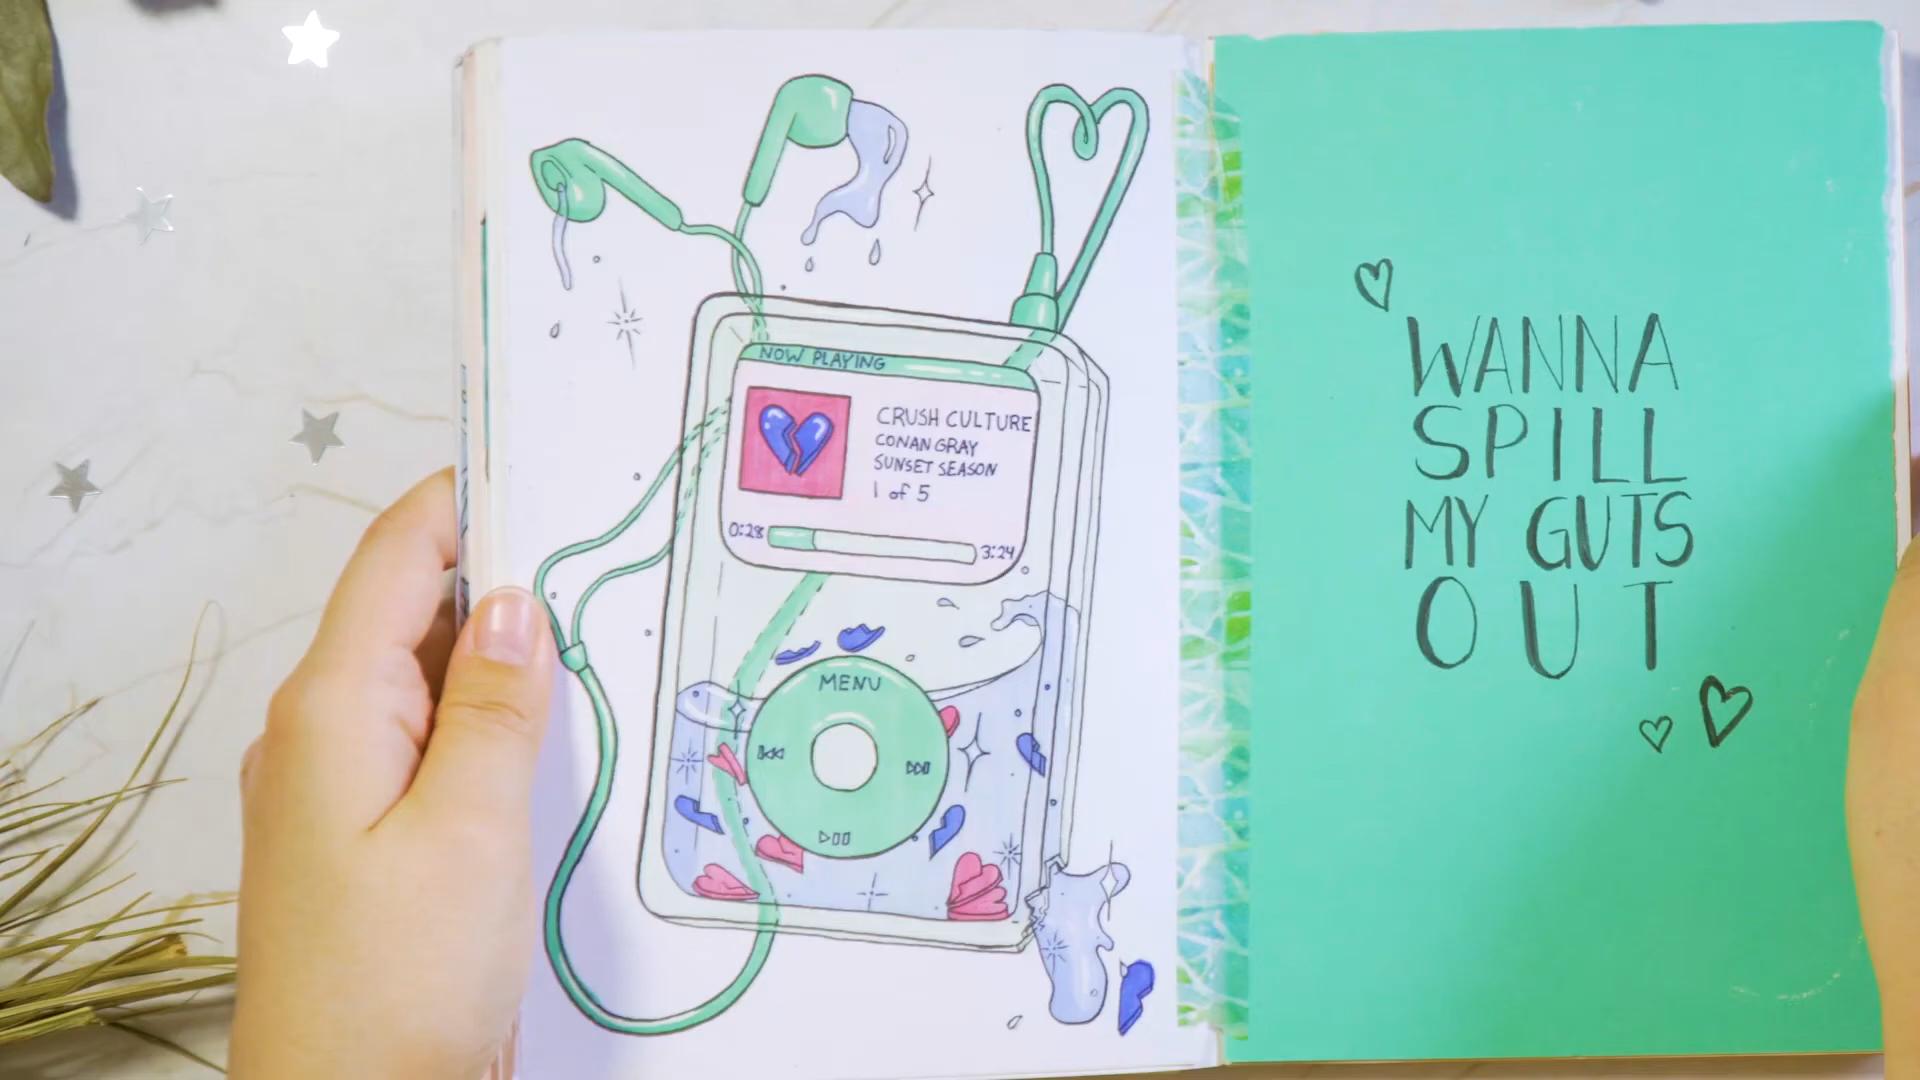 NOW PLAYING
CRUSH CULTURE
CONAN GRAY
SUNSET SEASON
1 of 5
0:28
3:24
MENU
WANNA
SPILL
MY GUTS
OUT